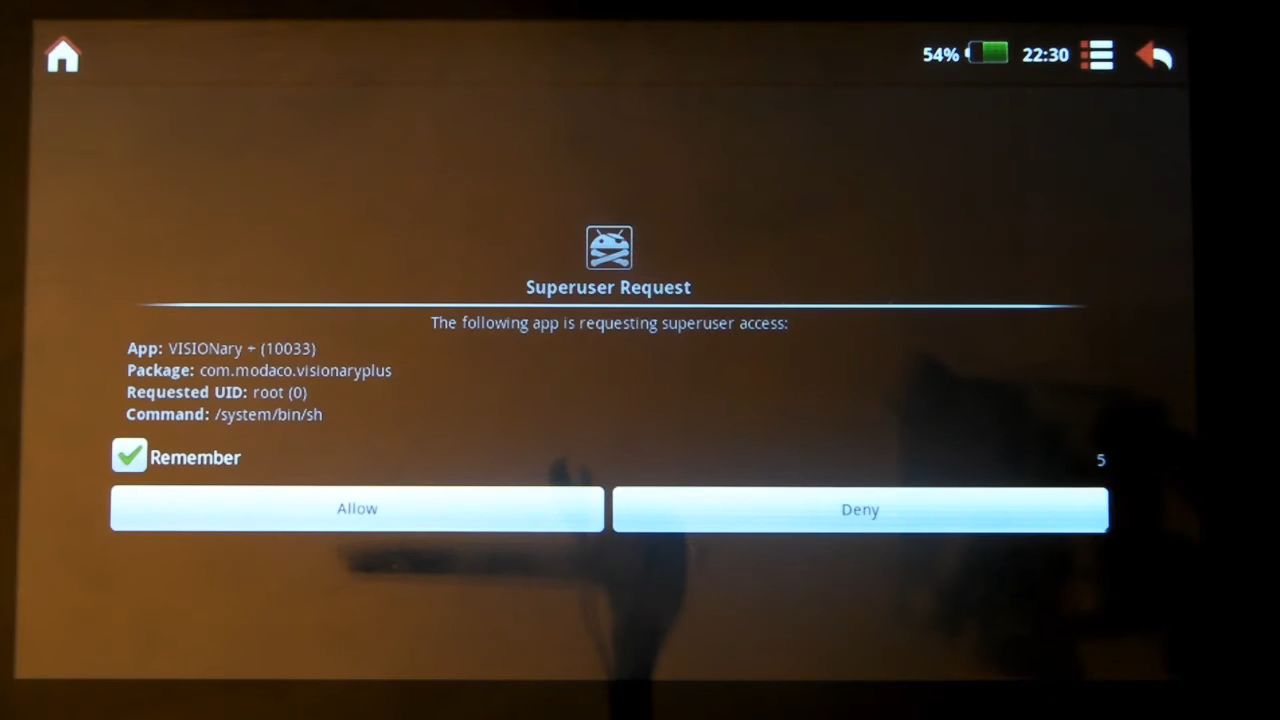 54% 22:30
Superuser Request
The following app is requesting superuser access:
App: VISIONary + (10033)
Package: com.modaco.visionaryplus
Requested UID: root (0)
Command: /system/bin/sh
Remember 5
Allow Deny